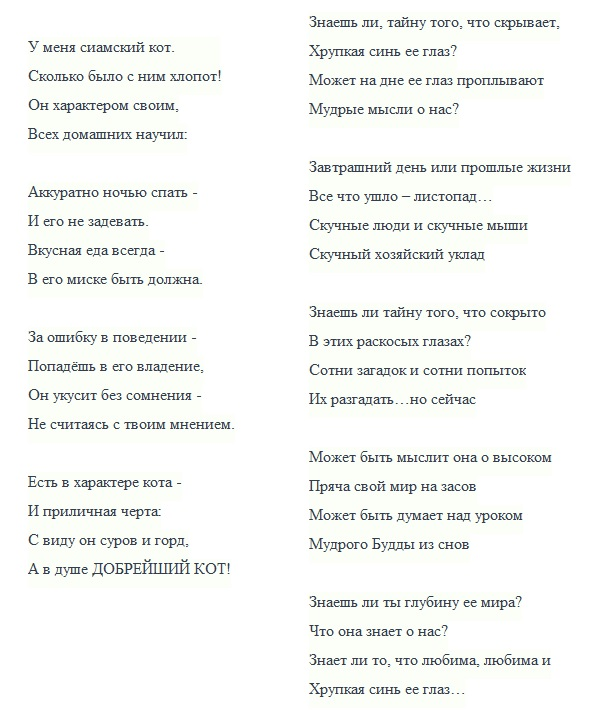 У меня сиамский кот.
Сколько было с ним хлопот!
Он характером своим,
Всех домашних научил:

Аккуратно ночью спать -
И его не задевать.
Вкусная еда всегда -
В его миске быть должна.

За ошибку в поведении -
Попадёшь в его владение,
Он укусит без сомнения -
Не считаясь с твоим мнением.

Есть в характере кота -
И приличная черта:
С виду он суров и горд,
А в душе ДОБРЕЙШИЙ КОТ!

Знаешь ли, тайну того, что скрывает,
Хрупкая синь ее глаз?
Может на дне ее глаз проплывают
Мудрые мысли о нас?

Завтрашний день или прошлые жизни
Все что ушло – листопад…
Скучные люди и скучные мыши
Скучный хозяйский уклад

Знаешь ли тайну того, что сокрыто
В этих раскосых глазах?
Сотни загадок и сотни попыток
Их разгадать…но сейчас

Может быть мыслит она о высоком
Пряча свой мир на засов
Может быть думает над уроком
Мудрого Будды из снов

Знаешь ли ты глубину ее мира?
Что она знает о нас?
Знает ли то, что любима, любима и
Хрупкая синь ее глаз…